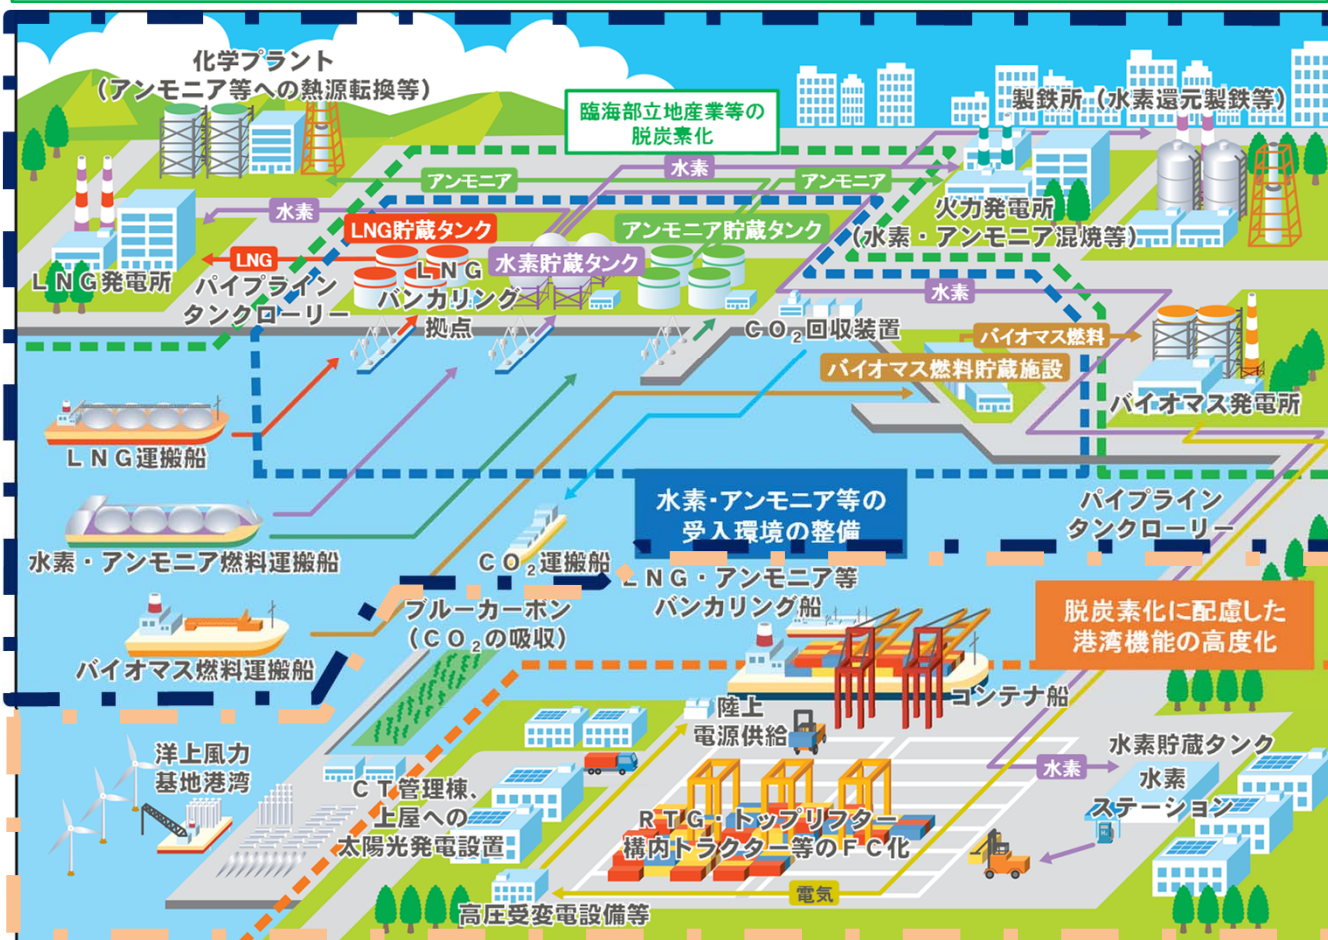 化学プラント
（アンモニア等への熱源転換等）
臨海部立地産業等の
脱炭素化
製鉄所（水素還元製鉄等）
アンモニア
水素
アンモニア
水素
LNG貯蔵タンク
アンモニア貯蔵タンク
火力発電所
（水素・アンモニア混焼等）
LNG
水素貯蔵タンク
ＬＮＧ発電所
パイプライン
タンクローリー
ＬＮＧ
バンカリング
拠点
水素
ＣＯ₂回収装置
バイオマス燃料
バイオマス燃料貯蔵施設
バイオマス発電所
ＬＮＧ運搬船
水素・アンモニア等の
受入環境の整備
パイプライン
タンクローリー
水素・アンモニア燃料運搬船
ＣＯ₂運搬船
ＬＮＧ・アンモニア等
バンカリング船
ブルーカーボン
（ＣＯ₂の吸収）
脱炭素化に配慮した
港湾機能の高度化
バイオマス燃料運搬船
コンテナ船
陸上
電源供給
洋上風力
基地港湾
水素貯蔵タンク
水素
水素
ステーション
ＣＴ管理棟、
上屋への
太陽光発電設置
ＲＴＧ・トップリフター
構内トラクター等のＦＣ化
電気
高圧受変電設備等